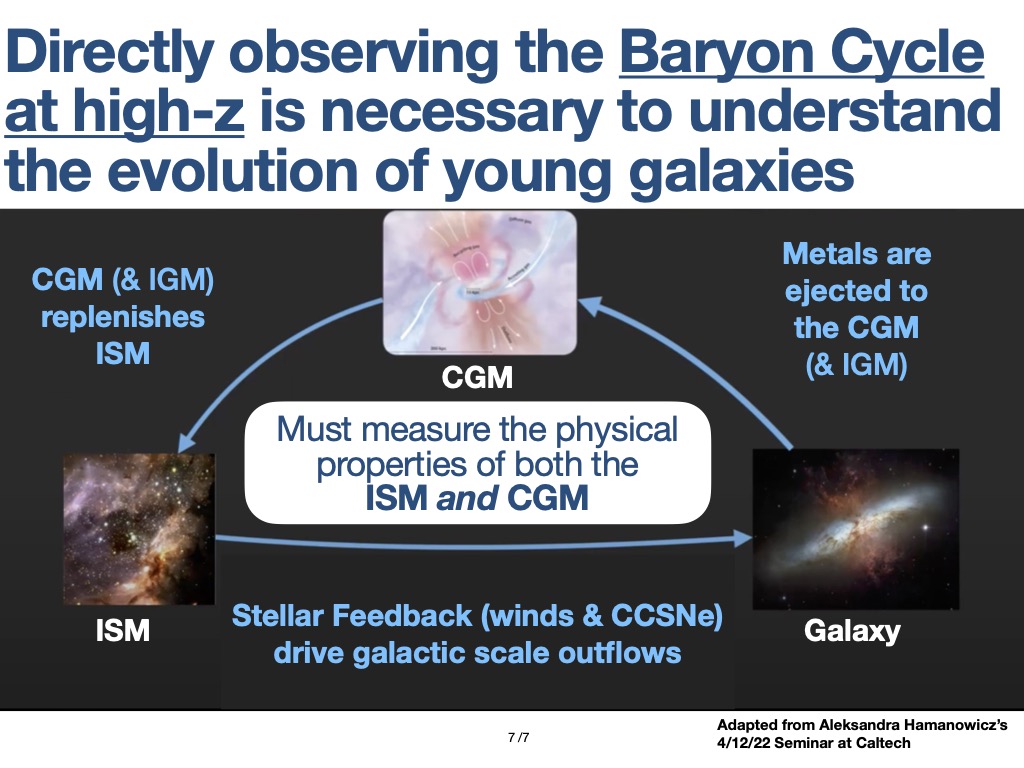 Directly observing the Baryon Cycle
at high-z is necessary to understand
the evolution of young galaxies
CGM (& IGM)
replenishes
ISM
CGM
Metals are
ejected to
the CGM
(& IGM)
Must measure the physical
properties of both the
ISM and CGM
ISM
Stellar Feedback (winds & CCSNe)
drive galactic scale outflows
Galaxy
7 /7
Adapted from Aleksandra Hamanowicz’s
4/12/22 Seminar at Caltech